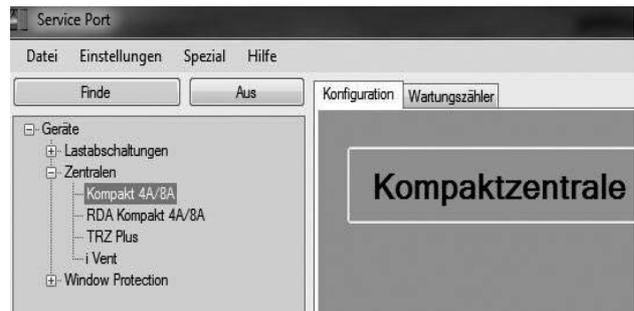 Service Port
Datei Einstellungen Spezial Hilfe
Finde Aus
Konfiguration Wartungszähler
Geräte
Lastabschaltungen
Zentralen
Kompakt 4A/8A
RDA Kompakt 4A/8A
TRZ Plus
i Vent
Window Protection
Kompaktzentrale